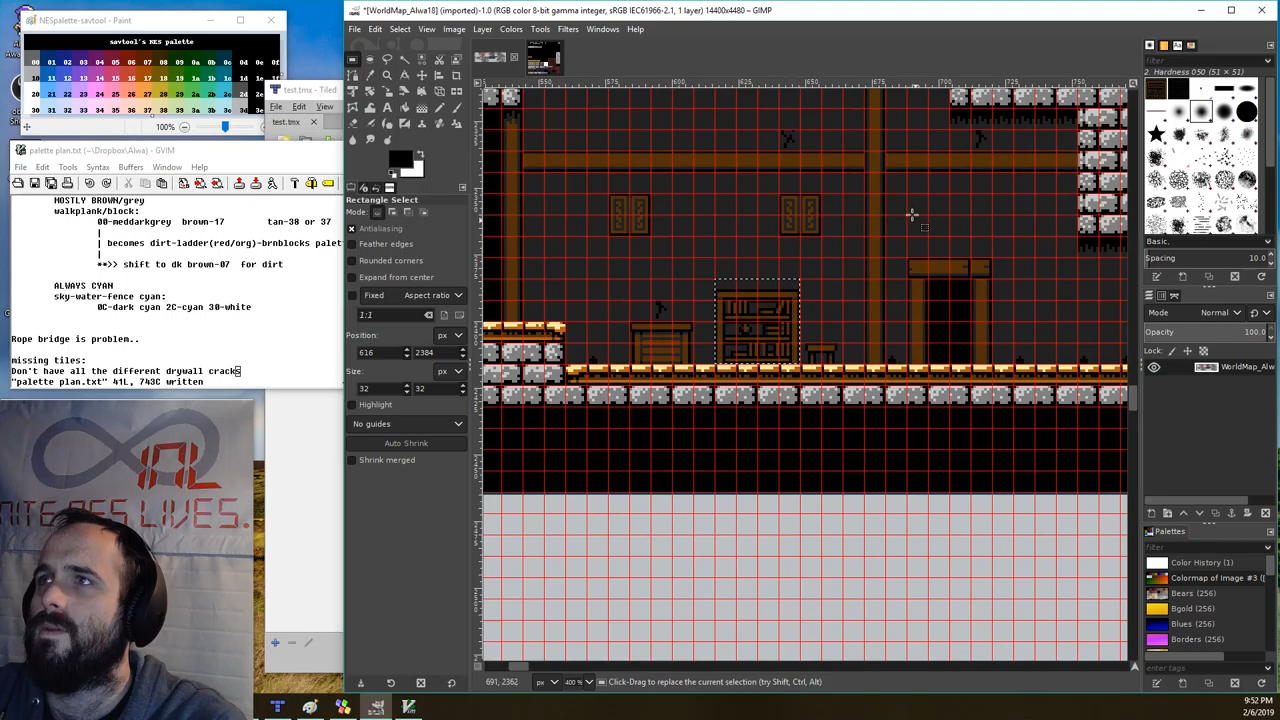 NESpalette-savtool - Paint
savtool's NES palette
00 01 02 03 04 05 06 07 08 09 0a 0b 0c 0d 0e 0f
10 11 12 13 14 15 16 17 18 19 1a 1b 1c 1d 1e 1f
20 21 22 23 24 25 26 27 28 29 2a 2b 2c 2d 2e 2f
30 31 32 33 34 35 36 37 38 39 3a 3b 3c 3d 3e 3f
100%
test.tmx - Tiled
File Edit View
test.tmx
palette plan.txt (~\Dropbox\Alwa) - GVIM
File Edit Tools Syntax Buffers Window Help
MOSTLY BROWN/grey
walkplank/block:
00-meddarkgrey brown-17 tan-38 or 37
|
| becomes dirt-ladder(red/org)-brnblocks palet
|
**>> shift to dk brown-07 for dirt
ALWAYS CYAN
sky-water-fence cyan:
0C-dark cyan 2C-cyan 30-white
Rope bridge is problem..
missing tiles:
Don't have all the different drywall cracks
"palette plan.txt" 41L, 743C written
*[WorldMap_Alwa18] (imported)-1.0 (RGB color 8-bit gamma integer, sRGB IEC61966-2.1, 1 layer) 14400x4480 – GIMP
File Edit Select View Image Layer Colors Tools Filters Windows Help
Rectangle Select
Mode:
Antialiasing
Feather edges
Rounded corners
Expand from center
Fixed Aspect ratio
1:1
Position: px
616 2384
Size: px
32 32
Highlight
No guides
Auto Shrink
Shrink merged
691, 2362 px 400 % Click-Drag to replace the current selection (try Shift, Ctrl, Alt)
filter
2. Hardness 050 (51 × 51)
Basic,
Spacing 10.0
Mode Normal
Opacity 100.0
Lock:
WorldMap_Alw
Palettes
filter
Color History (1)
Colormap of Image #3 (
Bears (256)
Bgold (256)
Blues (256)
Borders (256)
enter tags
9:52 PM
2/6/2019